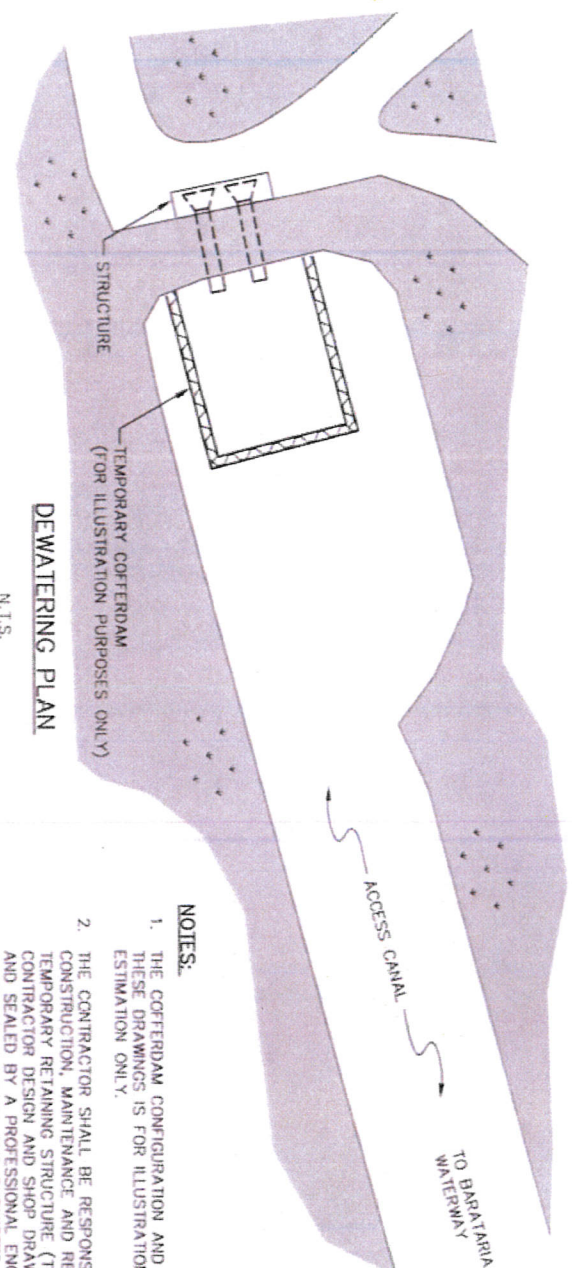 STRUCTURE
TEMPORARY COFFERDAM
(FOR ILLUSTRATION PURPOSES ONLY)
ACCESS CANAL
TO BARATARIA
WATERWAY
DEWATERING PLAN
N.T.S.
NOTES:
1. THE COFFERDAM CONFIGURATION AND
THESE DRAWINGS IS FOR ILLUSTRATION
ESTIMATION ONLY.
2. THE CONTRACTOR SHALL BE RESPONS
CONSTRUCTION, MAINTENANCE AND RE
TEMPORARY RETAINING STRUCTURE (T
CONTRACTOR DESIGN AND SHOP DRAW
AND SEALED BY A PROFESSIONAL ENG